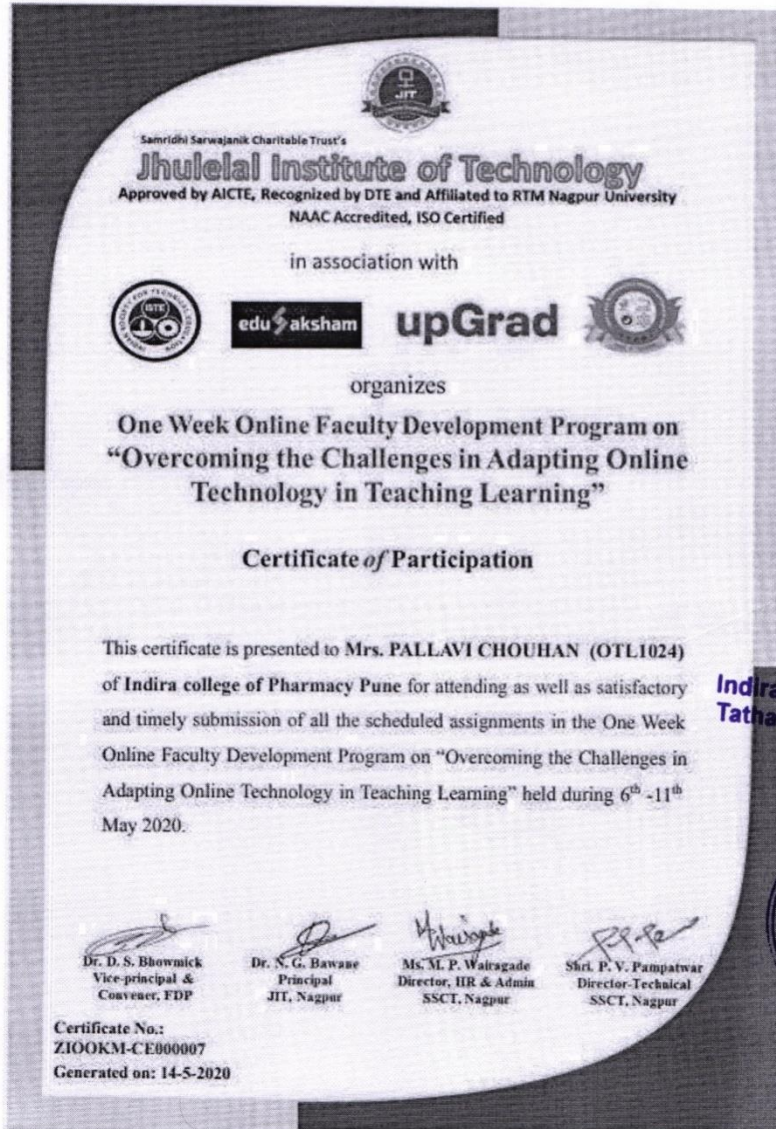 JIT
Samridhi Sarwajanik Charitable Trust's
Jhulelal Institute of Technology
Approved by AICTE, Recognized by DTE and Affiliated to RTM Nagpur University
NAAC Accredited, ISO Certified
in association with
INDIAN SOCIETY FOR TECHNICAL EDUCATION
ISTE
edu aksham
upGrad
organizes
One Week Online Faculty Development Program on
“Overcoming the Challenges in Adapting Online
Technology in Teaching Learning”
Certificate of Participation
This certificate is presented to Mrs. PALLAVI CHOUHAN (OTL1024)
of Indira college of Pharmacy Pune for attending as well as satisfactory
and timely submission of all the scheduled assignments in the One Week
Online Faculty Development Program on “Overcoming the Challenges in
Adapting Online Technology in Teaching Learning” held during 6th -11th
May 2020.
Indira
Tatha
Dr. D. S. Bhowmick
Vice-principal &
Convener, FDP
Dr. N. G. Bawane
Principal
JIT, Nagpur
Ms. M. P. Wairagade
Director, HR & Admin
SSCT, Nagpur
Shri. P. V. Pampatwar
Director-Technical
SSCT, Nagpur
Certificate No.:
ZIOOKM-CE000007
Generated on: 14-5-2020